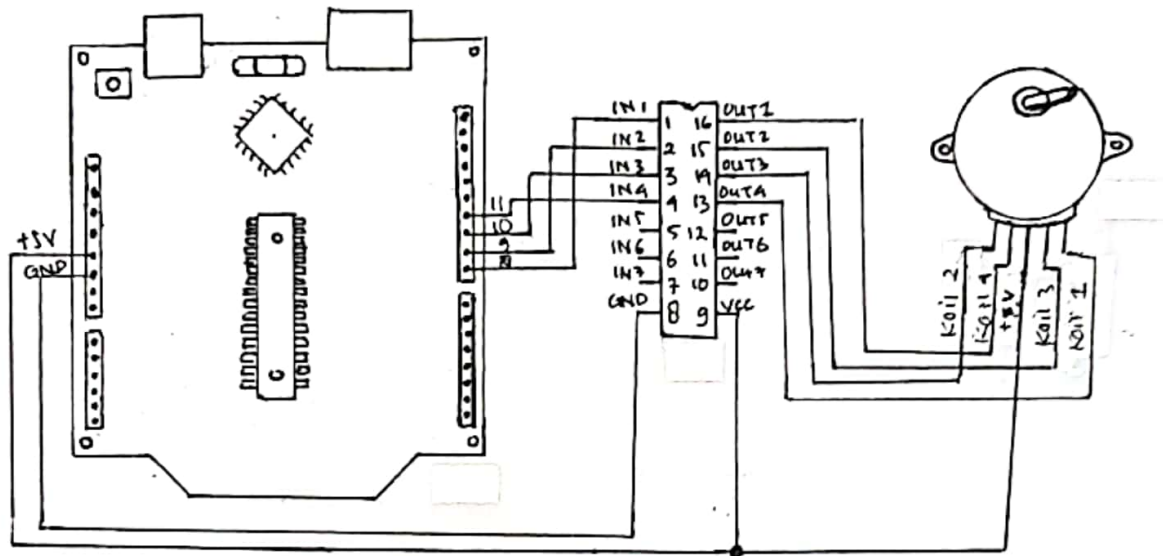 +5V
GND
11
10
9
8
IN1
IN2
IN3
IN4
IN5
IN6
IN7
GND
1
2
3
4
5
6
7
8
16
15
14
13
12
11
10
9
OUT1
OUT2
OUT3
OUT4
OUT5
OUT6
OUT7
VCC
Koil 2
Koil 4
+5V
Koil 3
Koil 1